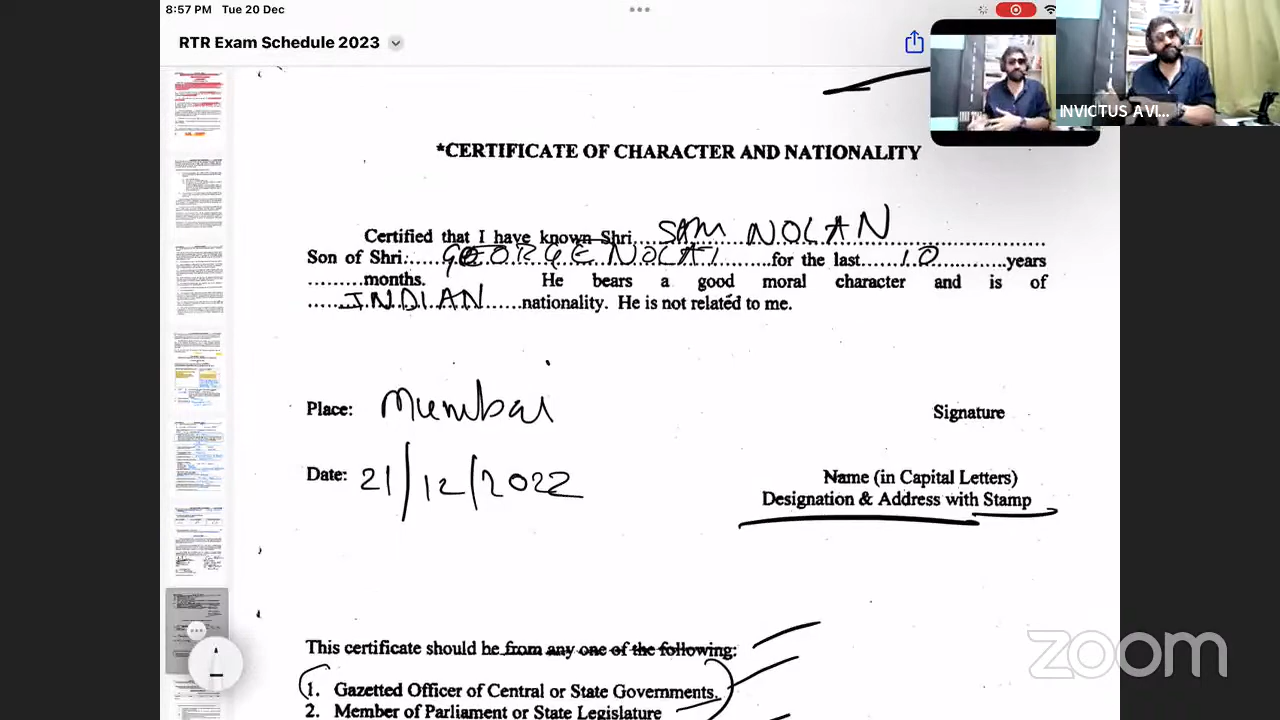 8:57 PM Tue 20 Dec
RTR Exam Schedule 2023
INVICTUS AVI...
*CERTIFICATE OF CHARACTER AND NATIONALITY
Certified that I have known Shri SAM NOLAN
Son of Shri GEORGE NOLAN for the last 10 years
months. He bears a good moral character and is of
INDIAN nationality. He is not related to me.
Place: Mumbai
Signature
Date: 21/12/2022
Name (in Capital Letters)
Designation & Address with Stamp
This certificate should be from any one of the following:
1. Gazetted Officer of Central or State Governments.
2. Member of Parliament or State Legislature
zoom